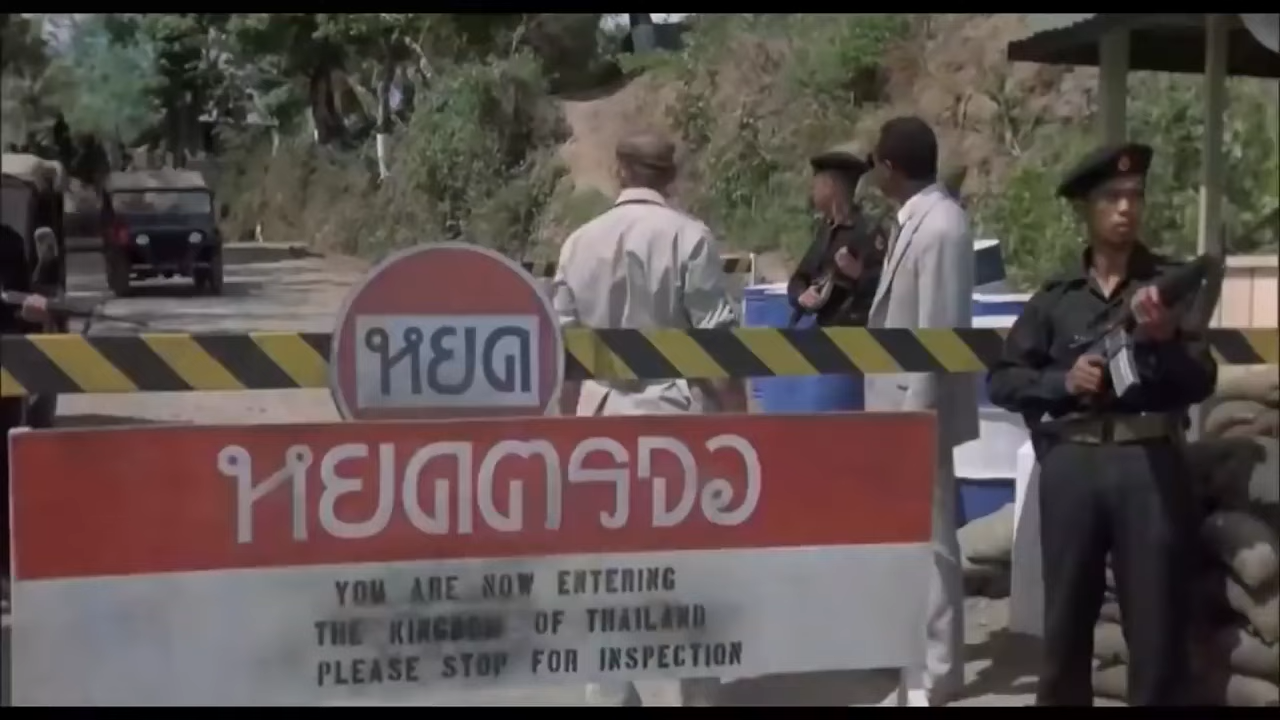 หยด
หยดตรจอ
YOU ARE NOW ENTERING
THE KINGDOM OF THAILAND
PLEASE STOP FOR INSPECTION